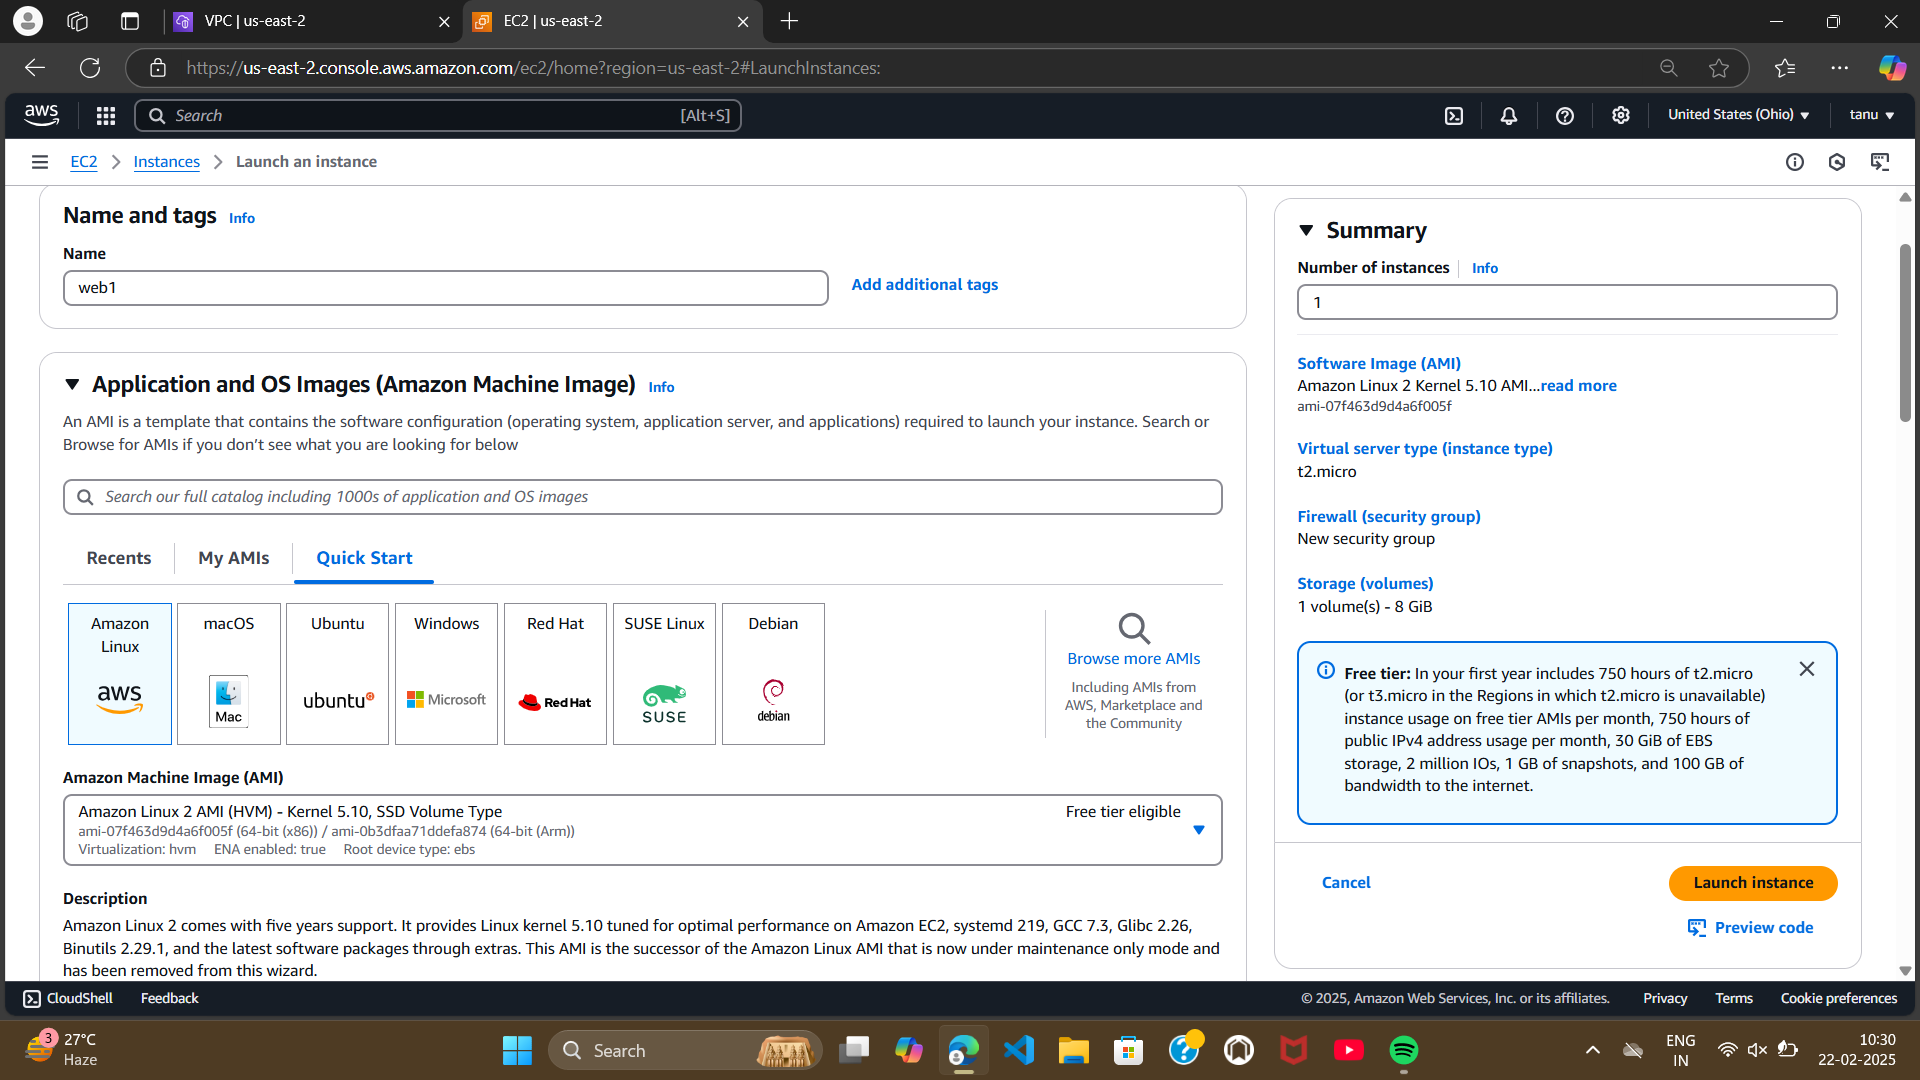 VPC | us-east-2
EC2 | us-east-2
https://us-east-2.console.aws.amazon.com/ec2/home?region=us-east-2#LaunchInstances:
aws
Search
[Alt+S]
United States (Ohio)
tanu
EC2
Instances
Launch an instance
Name and tags Info
Name
web1
Add additional tags
Application and OS Images (Amazon Machine Image) Info
An AMI is a template that contains the software configuration (operating system, application server, and applications) required to launch your instance. Search or
Browse for AMIs if you don’t see what you are looking for below
Search our full catalog including 1000s of application and OS images
Recents
My AMIs
Quick Start
Amazon
Linux
aws
macOS
Mac
Ubuntu
ubuntu
Windows
Microsoft
Red Hat
Red Hat
SUSE Linux
SUSE
Debian
debian
Browse more AMIs
Including AMIs from
AWS, Marketplace and
the Community
Amazon Machine Image (AMI)
Amazon Linux 2 AMI (HVM) - Kernel 5.10, SSD Volume Type
Free tier eligible
ami-07f463d9d4a6f005f (64-bit (x86)) / ami-0b3dfaa71ddefa874 (64-bit (Arm))
Virtualization: hvm ENA enabled: true Root device type: ebs
Description
Amazon Linux 2 comes with five years support. It provides Linux kernel 5.10 tuned for optimal performance on Amazon EC2, systemd 219, GCC 7.3, Glibc 2.26,
Binutils 2.29.1, and the latest software packages through extras. This AMI is the successor of the Amazon Linux AMI that is now under maintenance only mode and
has been removed from this wizard.
Summary
Number of instances Info
1
Software Image (AMI)
Amazon Linux 2 Kernel 5.10 AMI...read more
ami-07f463d9d4a6f005f
Virtual server type (instance type)
t2.micro
Firewall (security group)
New security group
Storage (volumes)
1 volume(s) - 8 GiB
Free tier: In your first year includes 750 hours of t2.micro
(or t3.micro in the Regions in which t2.micro is unavailable)
instance usage on free tier AMIs per month, 750 hours of
public IPv4 address usage per month, 30 GiB of EBS
storage, 2 million IOs, 1 GB of snapshots, and 100 GB of
bandwidth to the internet.
Cancel
Launch instance
Preview code
CloudShell
Feedback
© 2025, Amazon Web Services, Inc. or its affiliates.
Privacy
Terms
Cookie preferences
3
27°C
Haze
Search
ENG
IN
10:30
22-02-2025